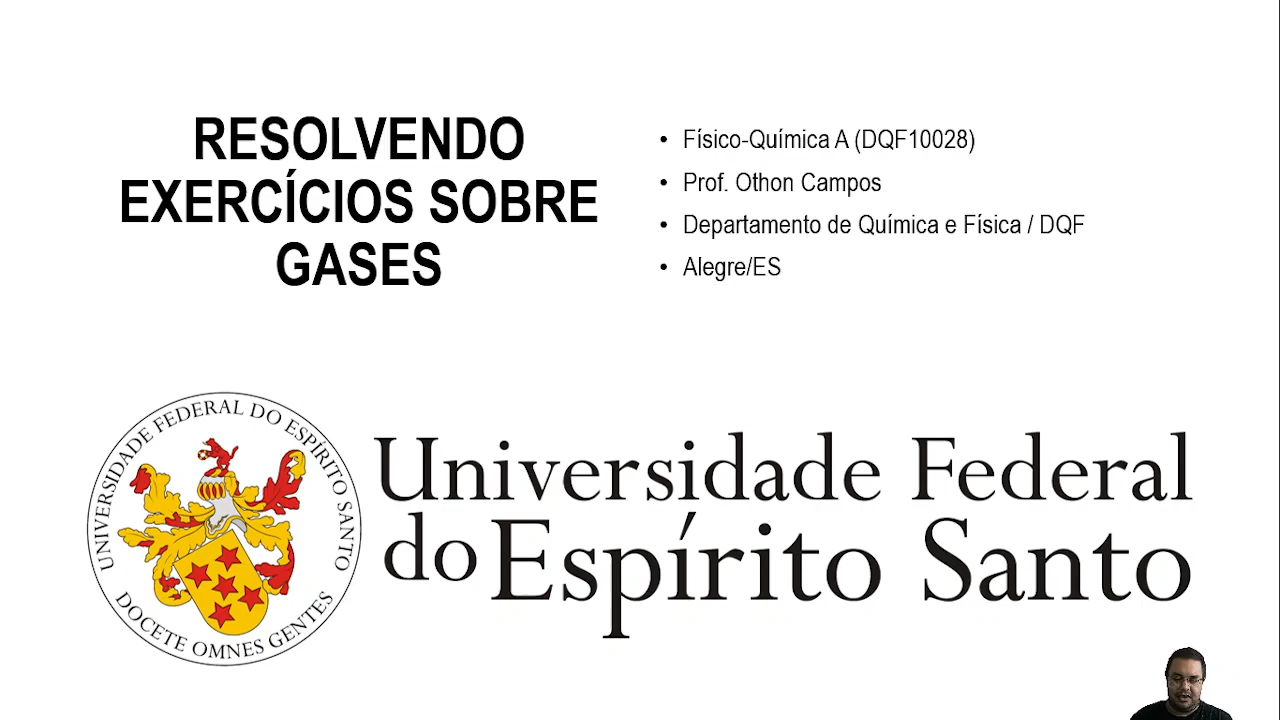 RESOLVENDO
EXERCÍCIOS SOBRE
GASES
• Físico-Química A (DQF10028)
• Prof. Othon Campos
• Departamento de Química e Física / DQF
• Alegre/ES
UNIVERSIDADE FEDERAL DO ESPÍRITO SANTO
DOCETE OMNES GENTES
Universidade Federal
do Espírito Santo